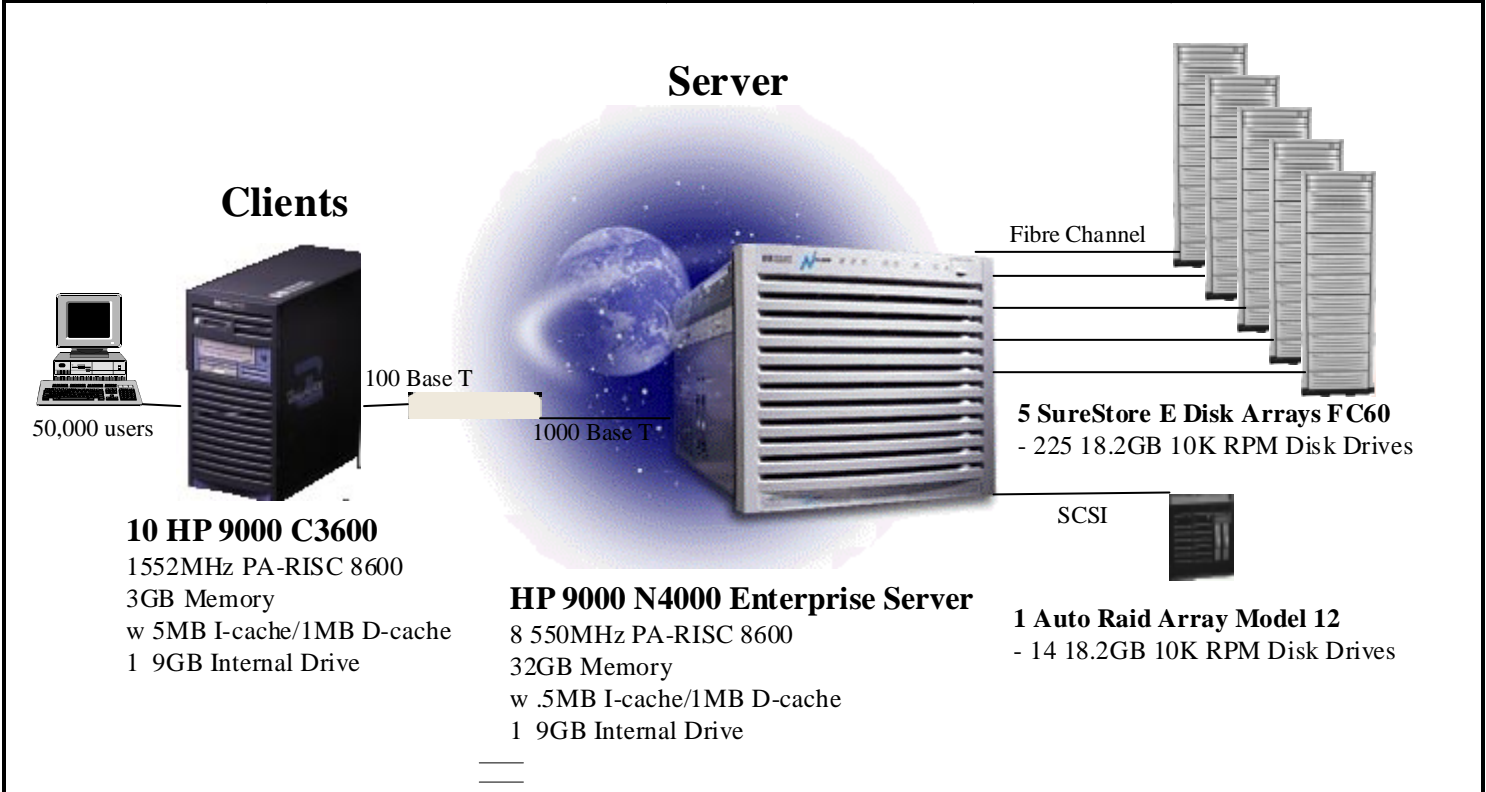 Server
Clients
Fibre Channel
100 Base T
1000 Base T
50,000 users
5 SureStore E Disk Arrays FC60
- 225 18.2GB 10K RPM Disk Drives
SCSI
10 HP 9000 C3600
1552MHz PA-RISC 8600
3GB Memory
w 5MB I-cache/1MB D-cache
1 9GB Internal Drive
HP 9000 N4000 Enterprise Server
8 550MHz PA-RISC 8600
32GB Memory
w .5MB I-cache/1MB D-cache
1 9GB Internal Drive
1 Auto Raid Array Model 12
- 14 18.2GB 10K RPM Disk Drives